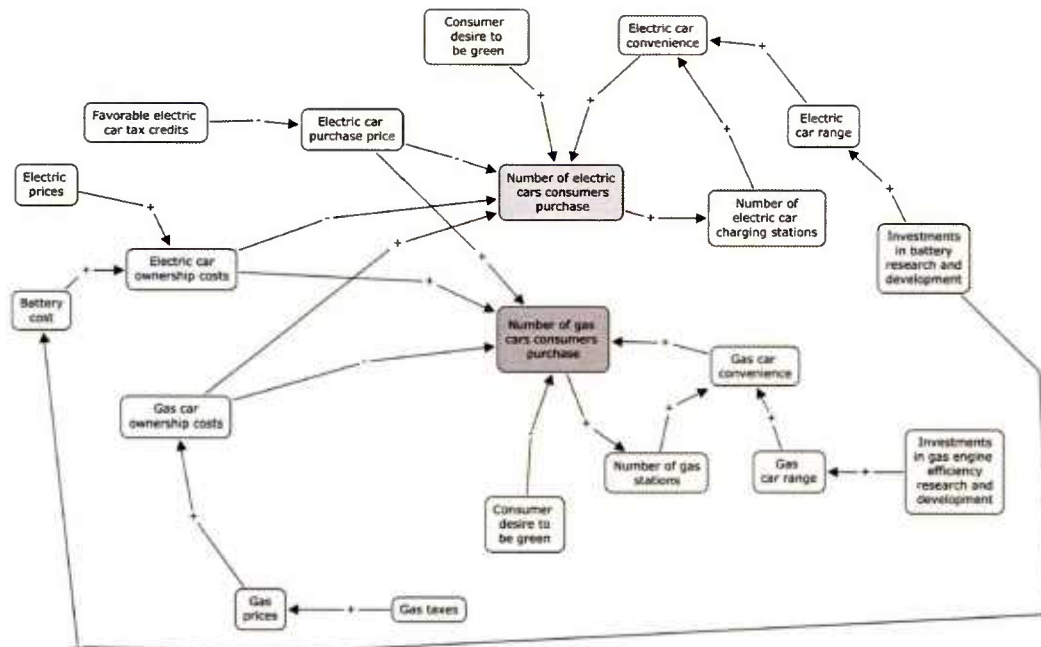 Consumer
desire to
be green
Electric car
convenience
+
+
+
Favorable electric
car tax credits
-
Electric car
purchase price
Electric
car range
+
-
Electric
prices
Number of electric
cars consumers
purchase
+
+
-
+
Number of
electric car
charging stations
+
Electric car
ownership costs
+
+
Investments
in battery
research and
development
+
+
Battery
cost
Number of gas
cars consumers
purchase
+
Gas car
convenience
-
Gas car
ownership costs
+
+
-
+
Number of gas
stations
Gas
car range
+
Investments
in gas engine
efficiency
research and
development
Consumer
desire to
be green
+
Gas
prices
+
Gas taxes